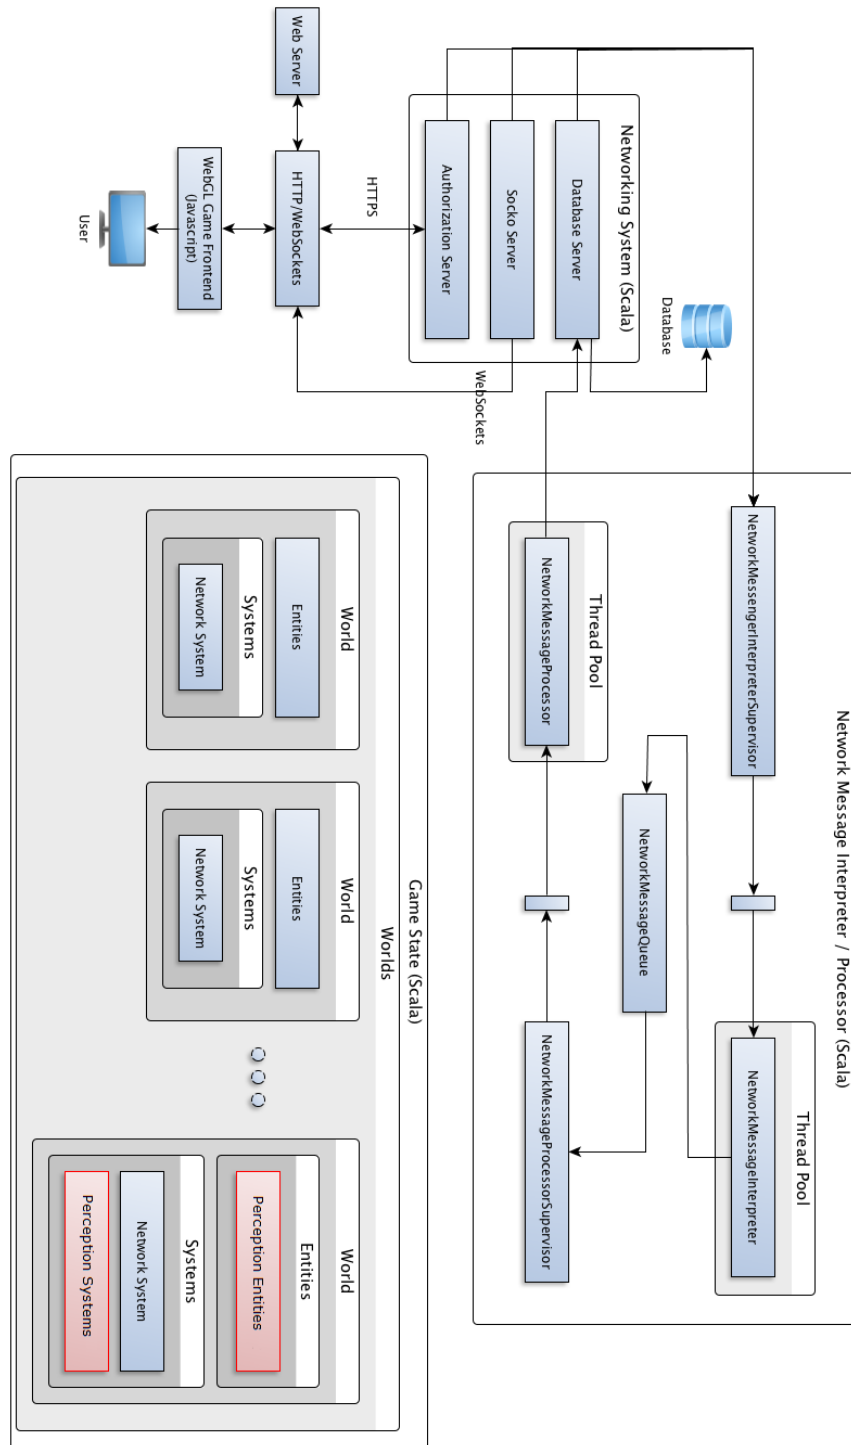 Web Server
HTTP/WebSockets
WebGL Game Frontend
(Javascript)
User
HTTPS
WebSockets
Networking System (Scala)
Database Server
Socko Server
Authorization Server
Database
Network Message Interpreter / Processor (Scala)
NetworkMessengerInterpreterSupervisor
Thread Pool
NetworkMessageInterpreter
NetworkMessageQueue
Thread Pool
NetworkMessageProcessor
NetworkMessageProcessorSupervisor
Game State (Scala)
Worlds
World
Entities
Systems
Network System
World
Entities
Systems
Network System
World
Entities
Perception Entities
Systems
Network System
Perception Systems